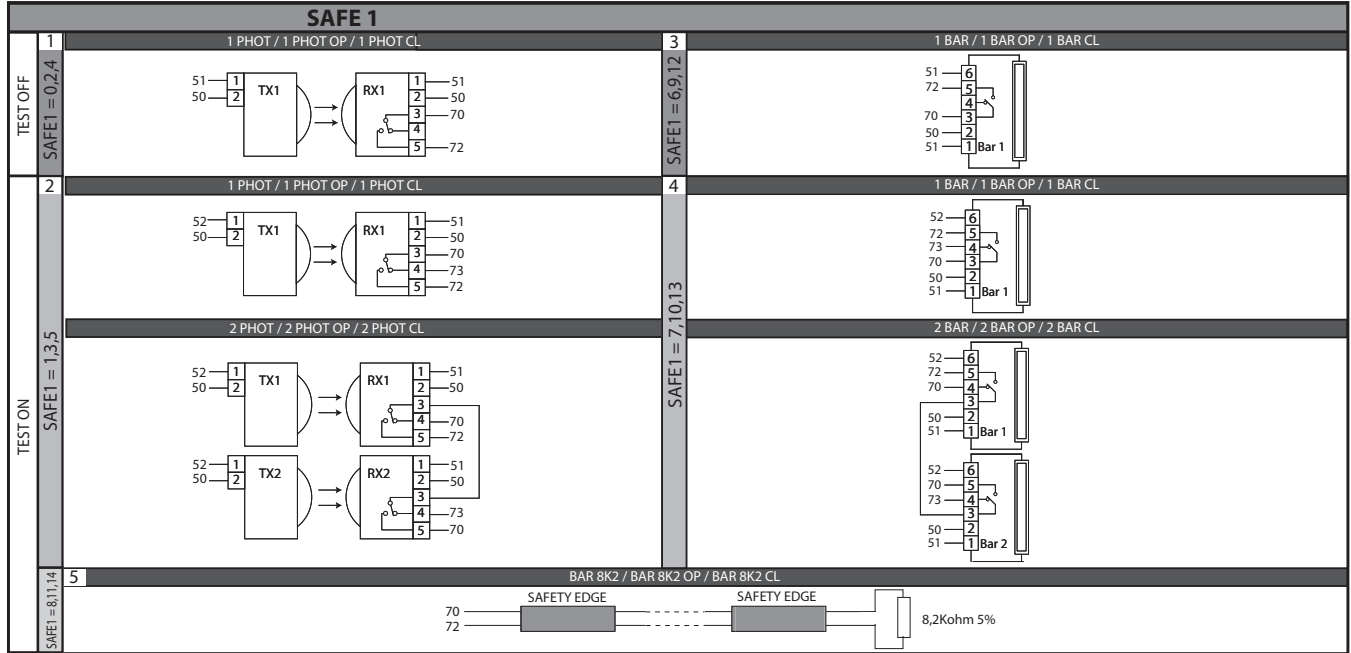 SAFE 1
TEST OFF
SAFE1 = 0,2,4
1
1 PHOT / 1 PHOT OP / 1 PHOT CL
51 1 TX1 RX1 1 51
50 2 2 50
3 70
4
5 72
SAFE1 = 6,9,12
3
1 BAR / 1 BAR OP / 1 BAR CL
51 6
72 5
4
70 3
50 2
51 1 Bar 1
TEST ON
SAFE1 = 1,3,5
2
1 PHOT / 1 PHOT OP / 1 PHOT CL
52 1 TX1 RX1 1 51
50 2 2 50
3 70
4 73
5 72
2 PHOT / 2 PHOT OP / 2 PHOT CL
52 1 TX1 RX1 1 51
50 2 2 50
3
4 70
5 72
52 1 TX2 RX2 1 51
50 2 2 50
3
4 73
5 70
SAFE1 = 7,10,13
4
1 BAR / 1 BAR OP / 1 BAR CL
52 6
72 5
73 4
70 3
50 2
51 1 Bar 1
2 BAR / 2 BAR OP / 2 BAR CL
52 6
72 5
70 4
3
50 2
51 1 Bar 1
52 6
70 5
73 4
3
50 2
51 1 Bar 2
SAFE1 = 8,11,14
5
BAR 8K2 / BAR 8K2 OP / BAR 8K2 CL
SAFETY EDGE SAFETY EDGE
70
72
8,2Kohm 5%